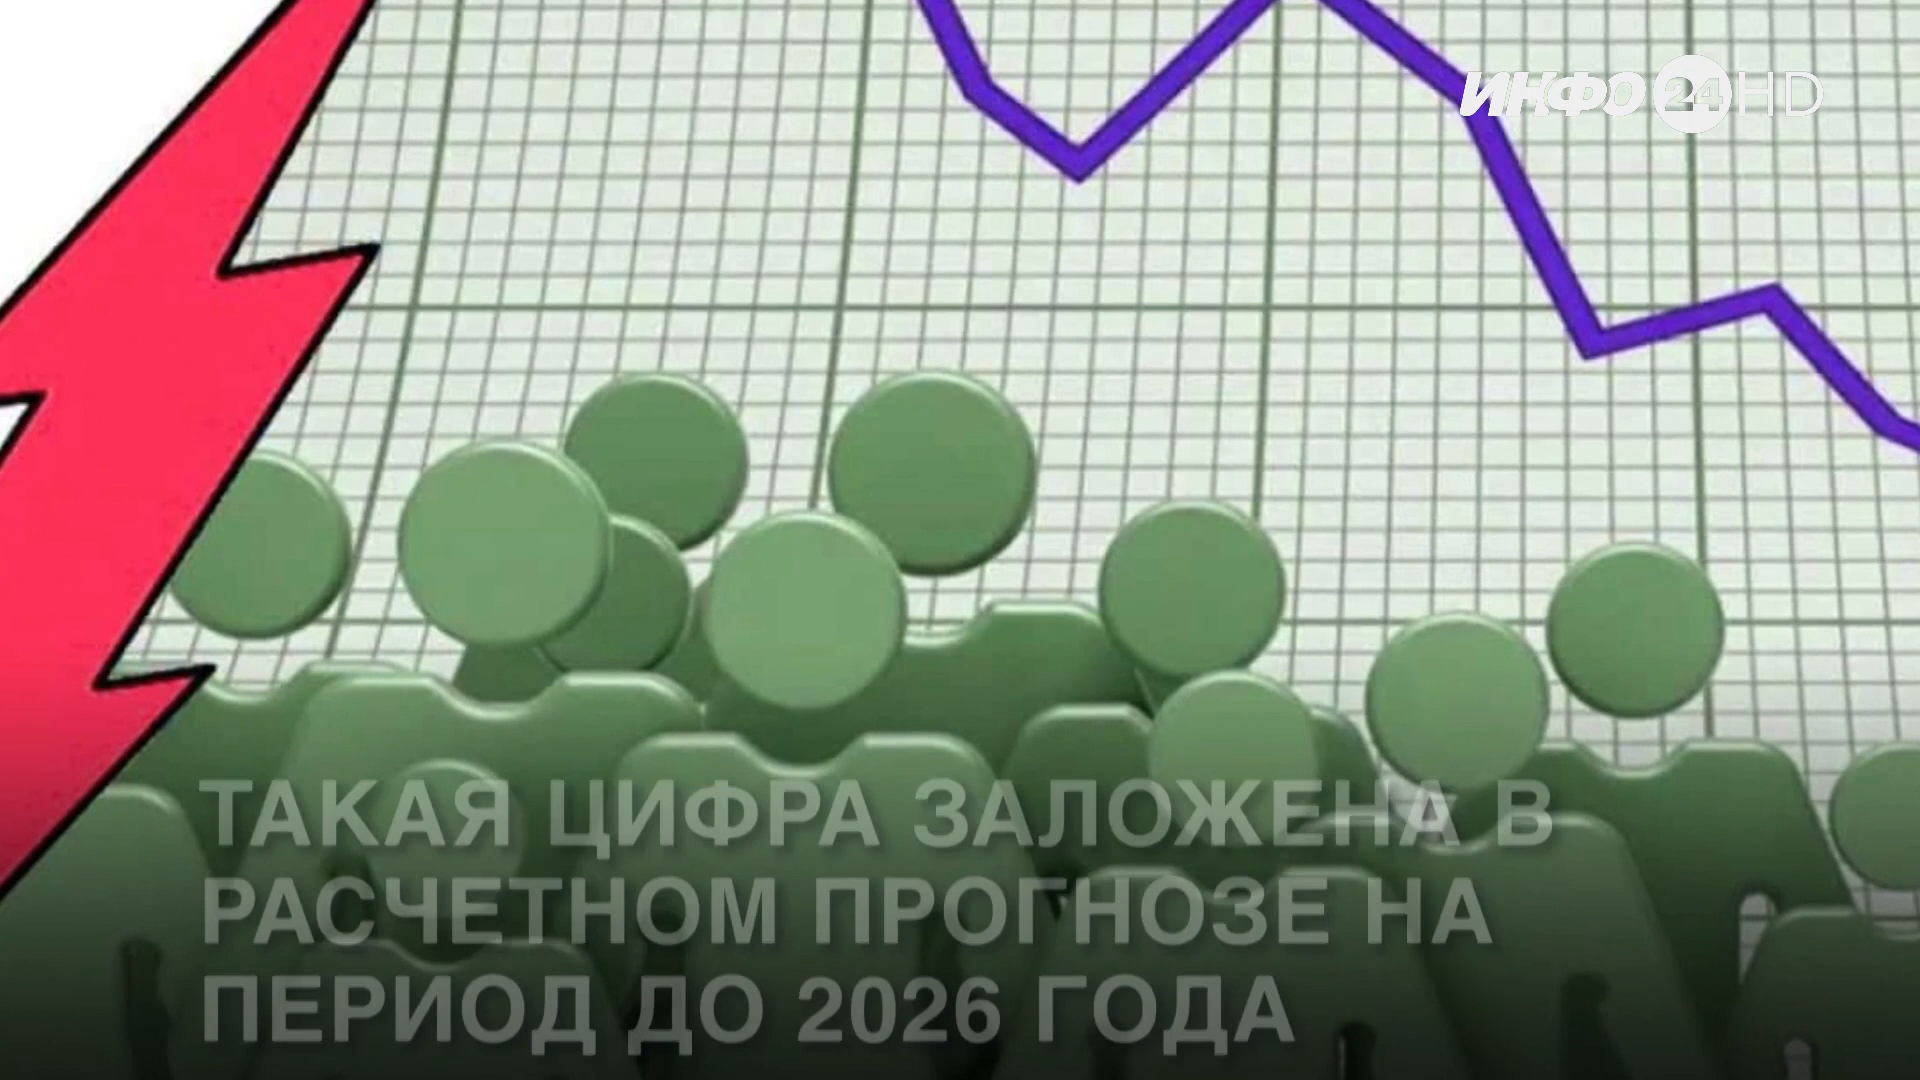 ИНФО 24 HD
ТАКАЯ ЦИФРА ЗАЛОЖЕНА В
РАСЧЕТНОМ ПРОГНОЗЕ НА
ПЕРИОД ДО 2026 ГОДА